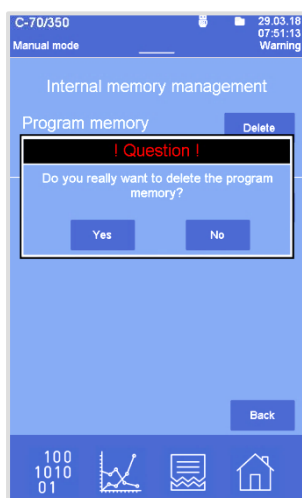 C-70/350
29.03.18
07:51:13
Manual mode
Warning
Internal memory management
Program memory
Delete
! Question !
Do you really want to delete the program
memory?
Yes
No
Back
100
1010
01